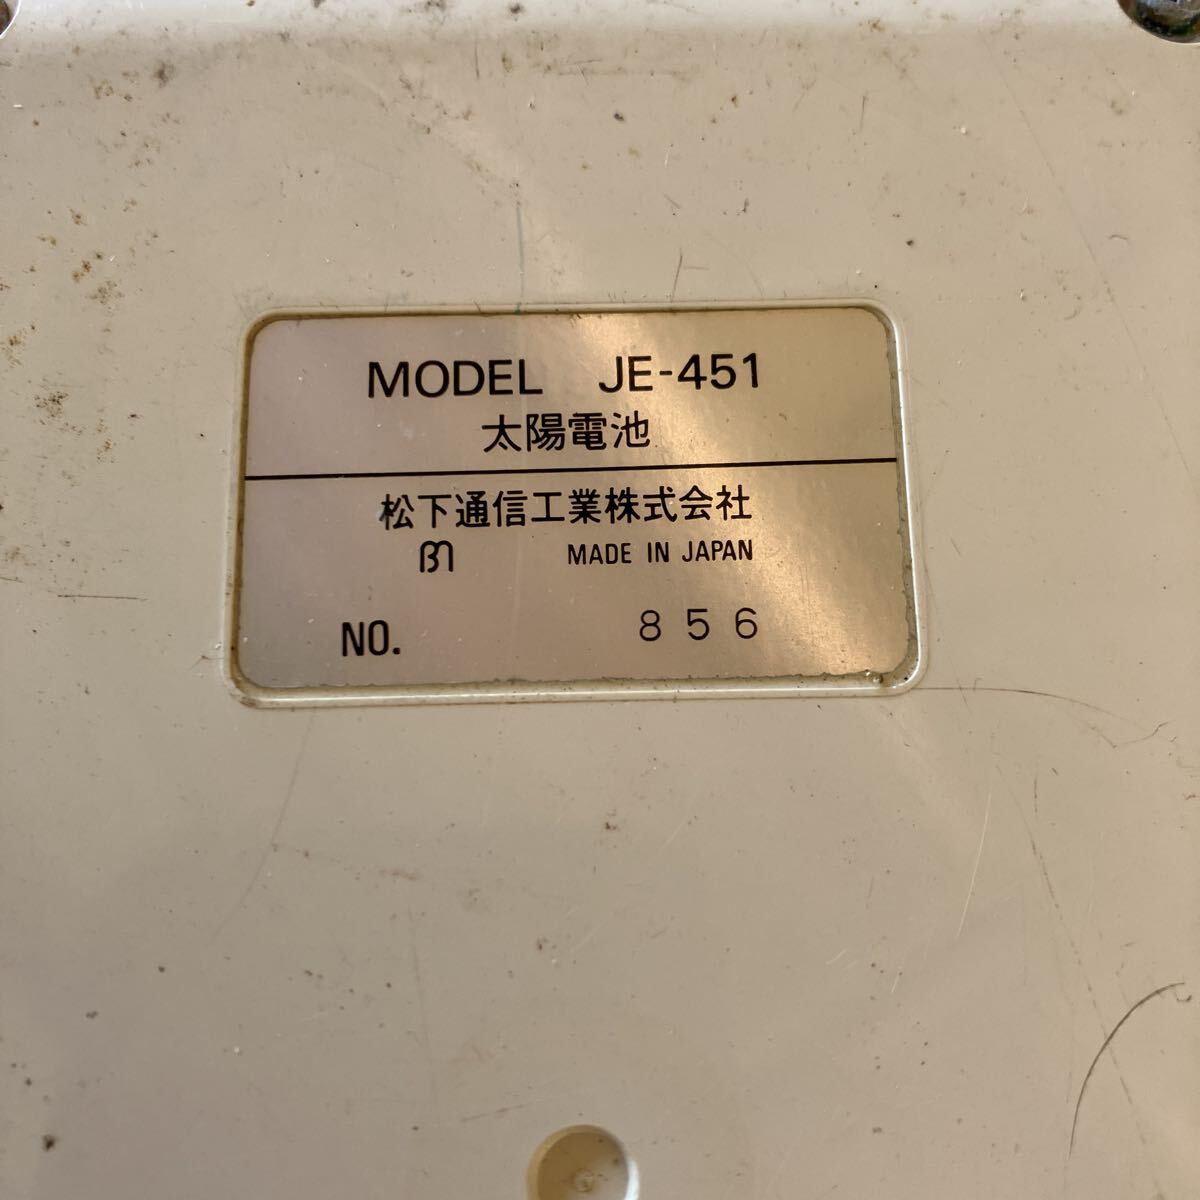 MODEL JE-451
太陽電池
松下通信工業株式会社
MADE IN JAPAN
NO. 856